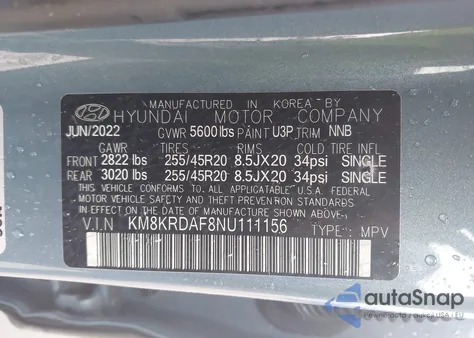 MANUFACTURED IN KOREA BY
HYUNDAI MOTOR COMPANY
JUN/2022 GVWR 5600 lbs PAINT U3P TRIM NNB
GAWR TIRES RIMS COLD TIRE INFL
FRONT 2822 lbs 255/45R20 8.5JX20 34psi SINGLE
REAR 3020 lbs 255/45R20 8.5JX20 34psi SINGLE
THIS VEHICLE CONFORMS TO ALL APPLICABLE U.S. FEDERAL
MOTOR VEHICLE SAFETY AND THEFT PREVENTION STANDARDS
IN EFFECT ON THE DATE OF MANUFACTURE SHOWN ABOVE.
V.I.N : KM8KRDAF8NU111156 TYPE : MPV
autoSnap